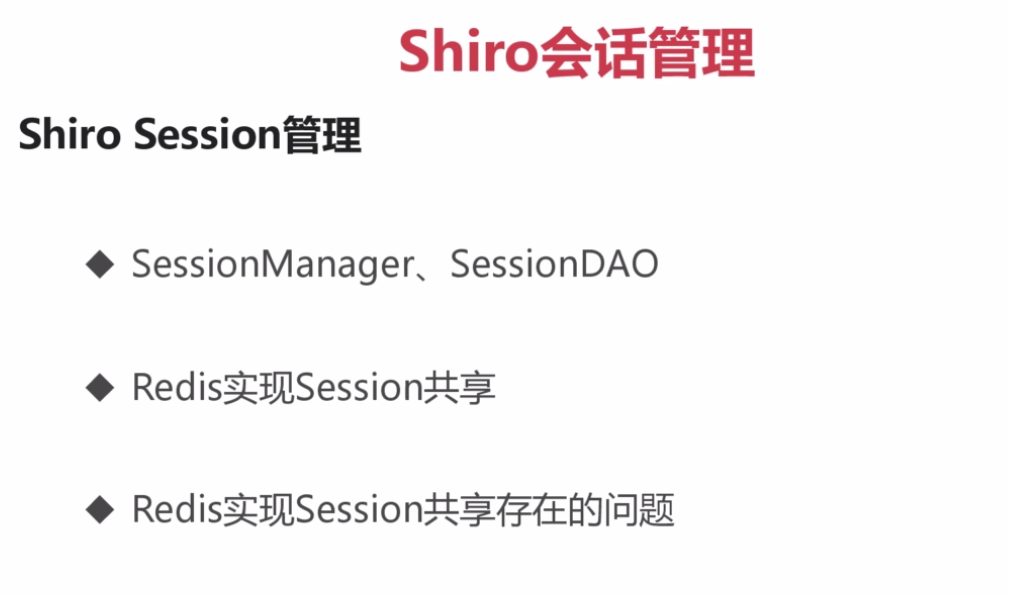 Shiro会话管理
Shiro Session管理
◆ SessionManager、SessionDAO
◆ Redis实现Session共享
◆ Redis实现Session共享存在的问题